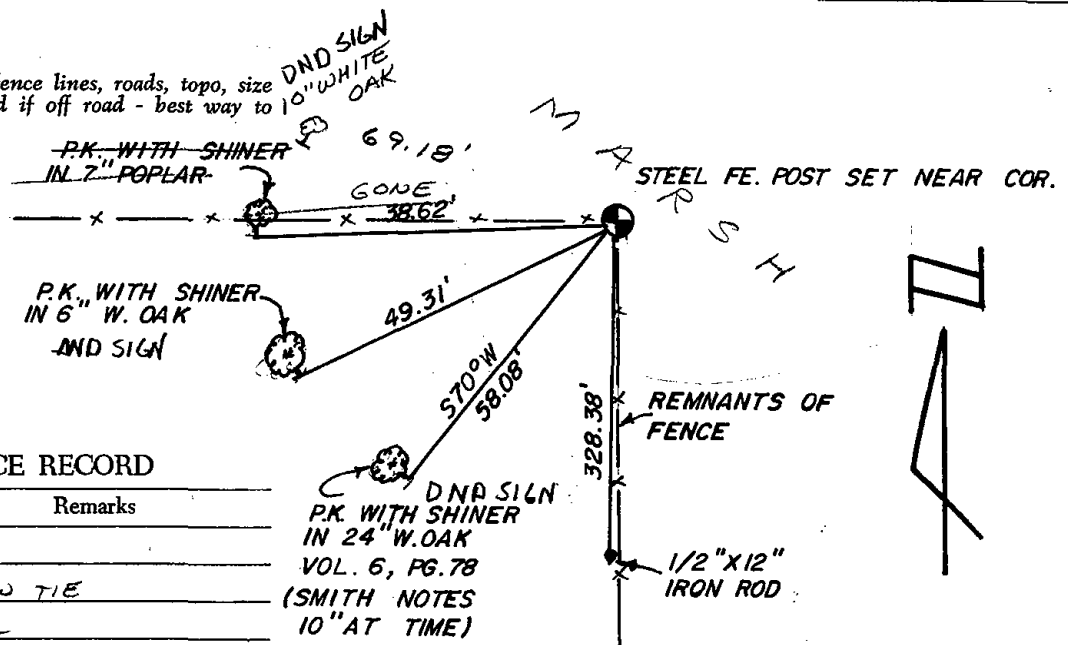 DND SIGN
10" WHITE
OAK
ence lines, roads, topo, size
d if off road - best way to
P.K. WITH SHINER
IN 7" POPLAR
69.18'
GONE
38.62'
MARSH
STEEL FE. POST SET NEAR COR.
P.K. WITH SHINER
IN 6" W. OAK
AND SIGN
49.31'
S70°W
58.08'
328.38'
REMNANTS OF
FENCE
N
CE RECORD
Remarks
TIE
DND SIGN
P.K. WITH SHINER
IN 24" W. OAK
VOL. 6, PG. 78
(SMITH NOTES
10" AT TIME)
1/2" X 12"
IRON ROD